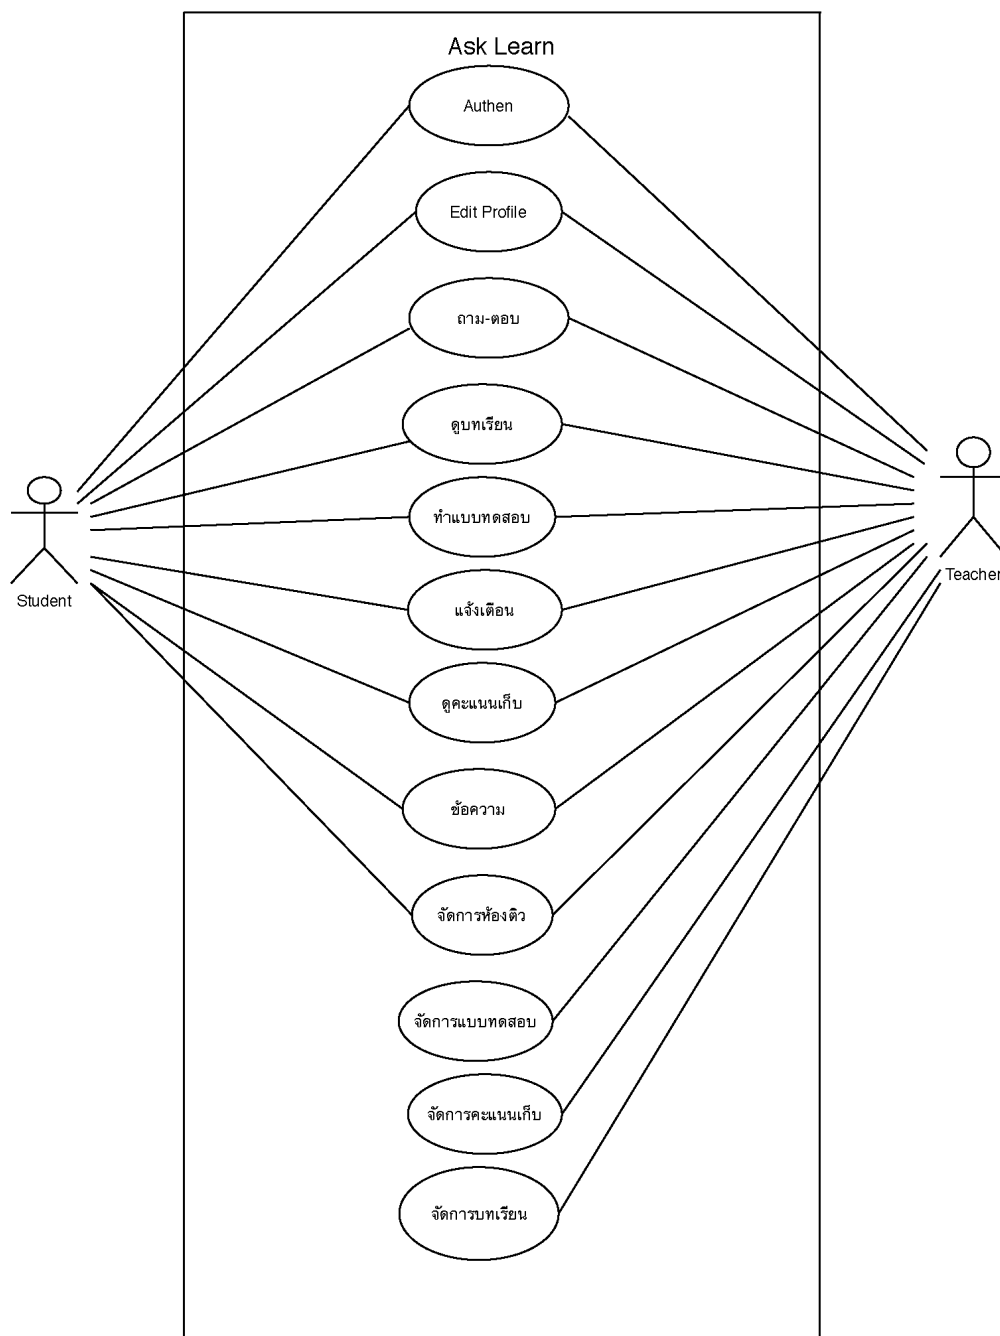 Ask Learn
Authen
Edit Profile
ถาม-ตอบ
ดูบทเรียน
ทำแบบทดสอบ
แจ้งเตือน
ดูคะแนนเก็บ
ข้อความ
จัดการห้องติว
จัดการแบบทดสอบ
จัดการคะแนนเก็บ
จัดการบทเรียน
Student
Teacher